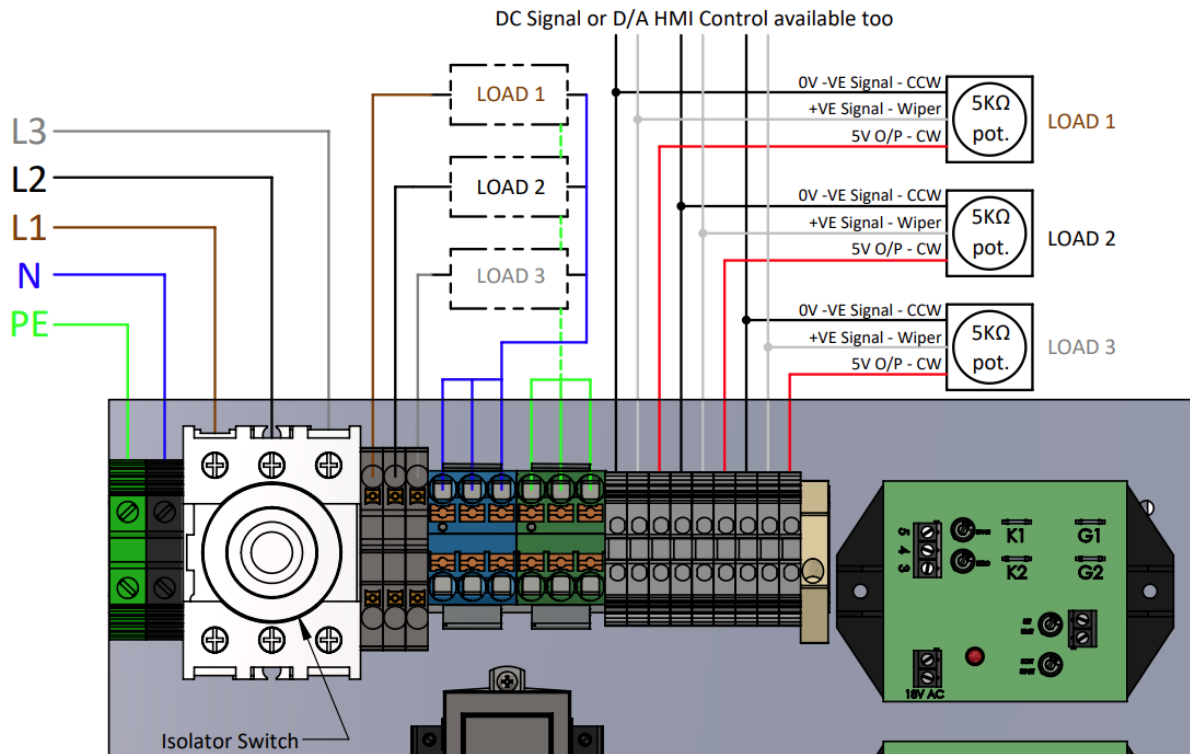 DC Signal or D/A HMI Control available too
LOAD 1
LOAD 2
LOAD 3
L3
L2
L1
N
PE
0V -VE Signal - CCW
+VE Signal - Wiper
5V O/P - CW
5KΩ
pot.
LOAD 1
0V -VE Signal - CCW
+VE Signal - Wiper
5V O/P - CW
5KΩ
pot.
LOAD 2
0V -VE Signal - CCW
+VE Signal - Wiper
5V O/P - CW
5KΩ
pot.
LOAD 3
5
4
3
K1
G1
K2
G2
18V AC
Isolator Switch